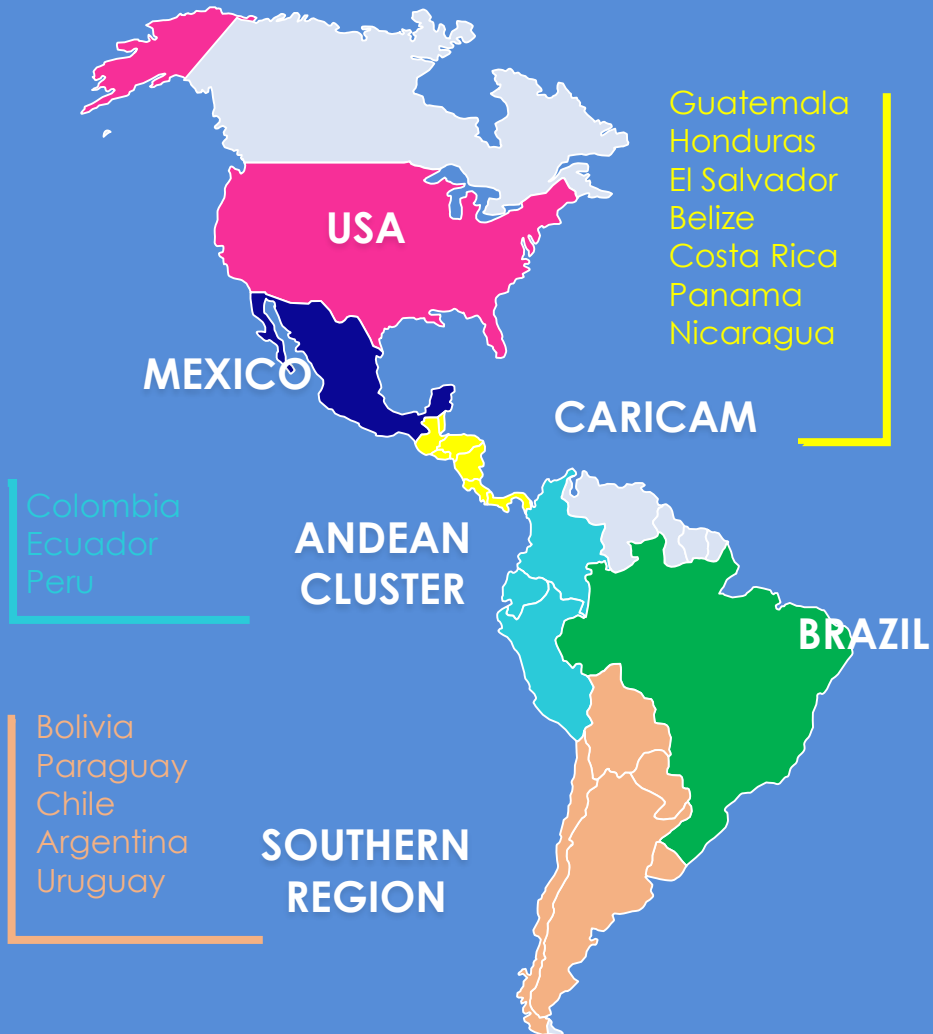 USA
Guatemala
Honduras
El Salvador
Belize
Costa Rica
Panama
Nicaragua
MEXICO
CARICAM
Colombia
Ecuador
Peru
ANDEAN
CLUSTER
BRAZIL
Bolivia
Paraguay
Chile
Argentina
Uruguay
SOUTHERN
REGION